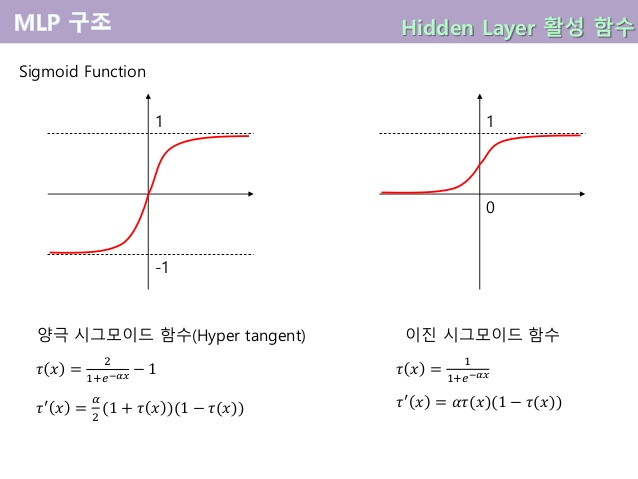 MLP 구조
Hidden Layer 활성 함수
Sigmoid Function
1
-1
1
0
양극 시그모이드 함수(Hyper tangent)
τ(x) = 2/(1+e^{−αx}) − 1
τ′(x) = α/2 (1 + τ(x))(1 − τ(x))
이진 시그모이드 함수
τ(x) = 1/(1+e^{−αx})
τ′(x) = ατ(x)(1 − τ(x))